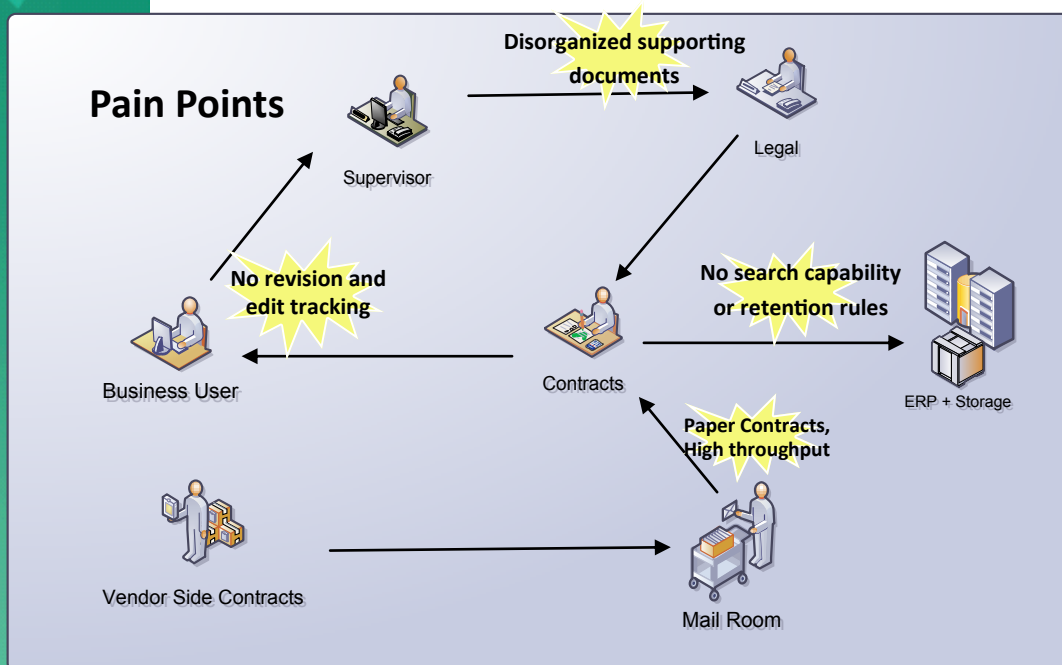 Pain Points
Disorganized supporting
documents
Supervisor
Legal
No revision and
edit tracking
No search capability
or retention rules
Business User
Contracts
ERP + Storage
Paper Contracts,
High throughput
Vendor Side Contracts
Mail Room